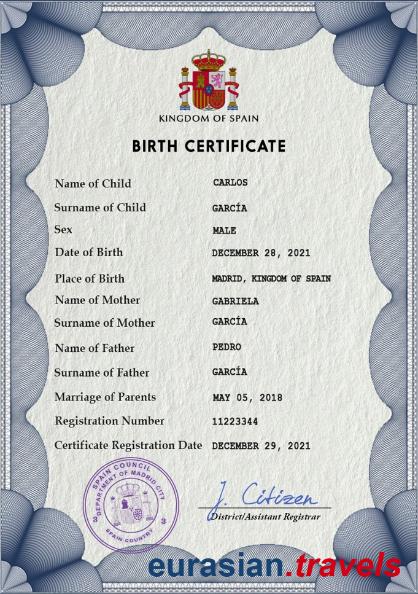 KINGDOM OF SPAIN
BIRTH CERTIFICATE
Name of Child CARLOS
Surname of Child GARCÍA
Sex MALE
Date of Birth DECEMBER 28, 2021
Place of Birth MADRID, KINGDOM OF SPAIN
Name of Mother GABRIELA
Surname of Mother GARCÍA
Name of Father PEDRO
Surname of Father GARCÍA
Marriage of Parents MAY 05, 2018
Registration Number 11223344
Certificate Registration Date DECEMBER 29, 2021
SPAIN COUNCIL
DEPARTMENT OF MADRID CITY
SPAIN COUNTRY
J. Citizen
District/Assistant Registrar
eurasian.travels